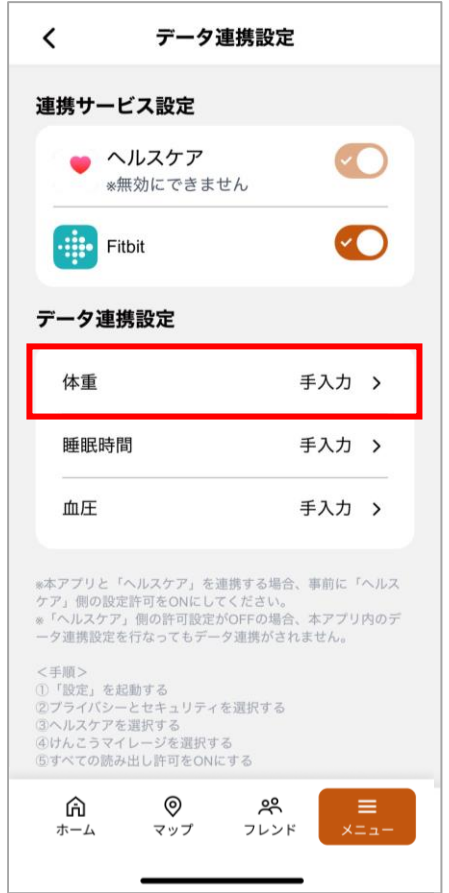 データ連携設定
連携サービス設定
ヘルスケア
※無効にできません
Fitbit
データ連携設定
体重 手入力
睡眠時間 手入力
血圧 手入力
※本アプリと「ヘルスケア」を連携する場合、事前に「ヘルス
ケア」側の設定許可をONにしてください。
※「ヘルスケア」側の許可設定がOFFの場合、本アプリ内のデ
ータ連携設定を行なってもデータ連携がされません。
＜手順＞
①「設定」を起動する
②プライバシーとセキュリティを選択する
③ヘルスケアを選択する
④けんこうマイレージを選択する
⑤すべての読み出し許可をONにする
ホーム マップ フレンド メニュー